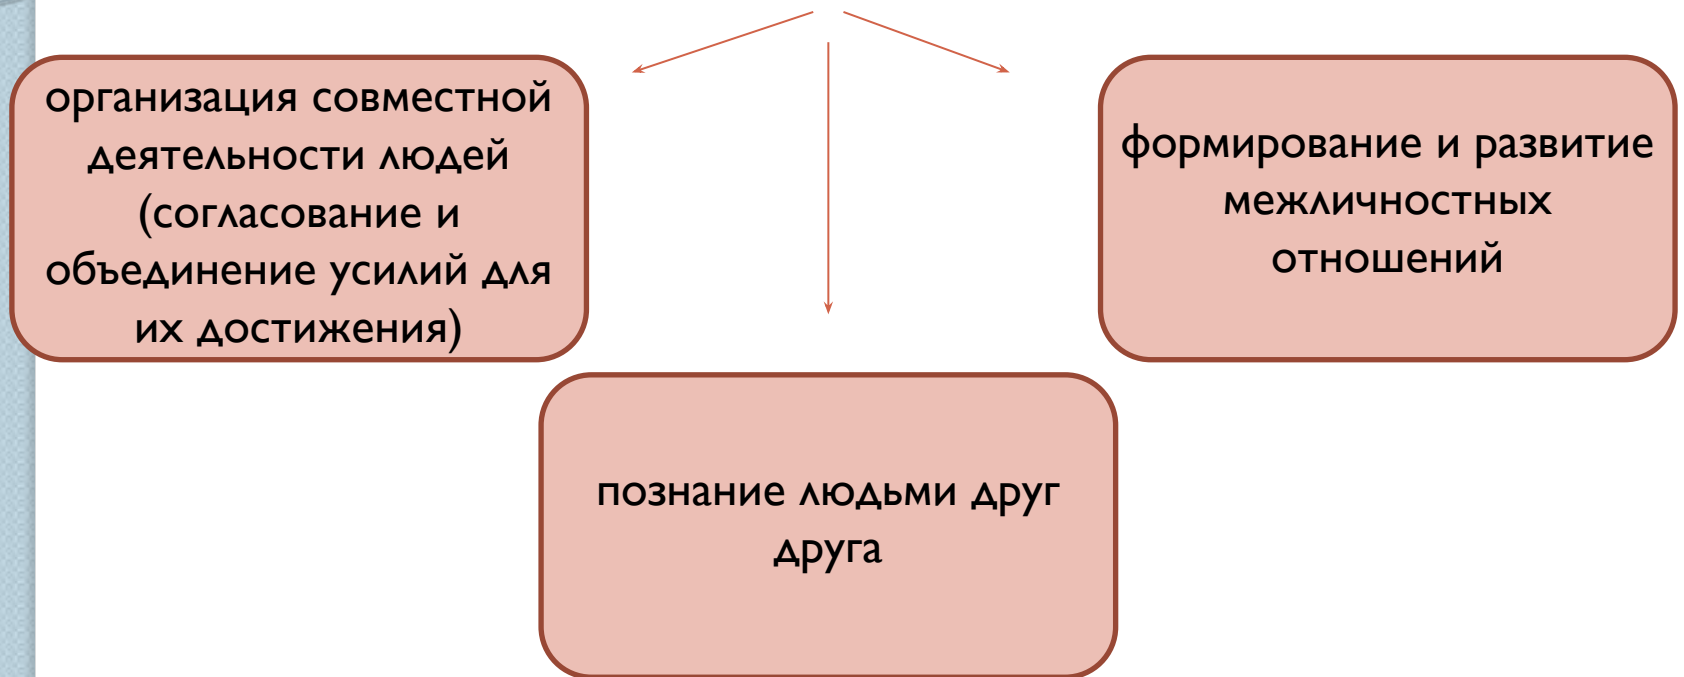 организация совместной
деятельности людей
(согласование и
объединение усилий для
их достижения)
формирование и развитие
межличностных
отношений
познание людьми друг
друга